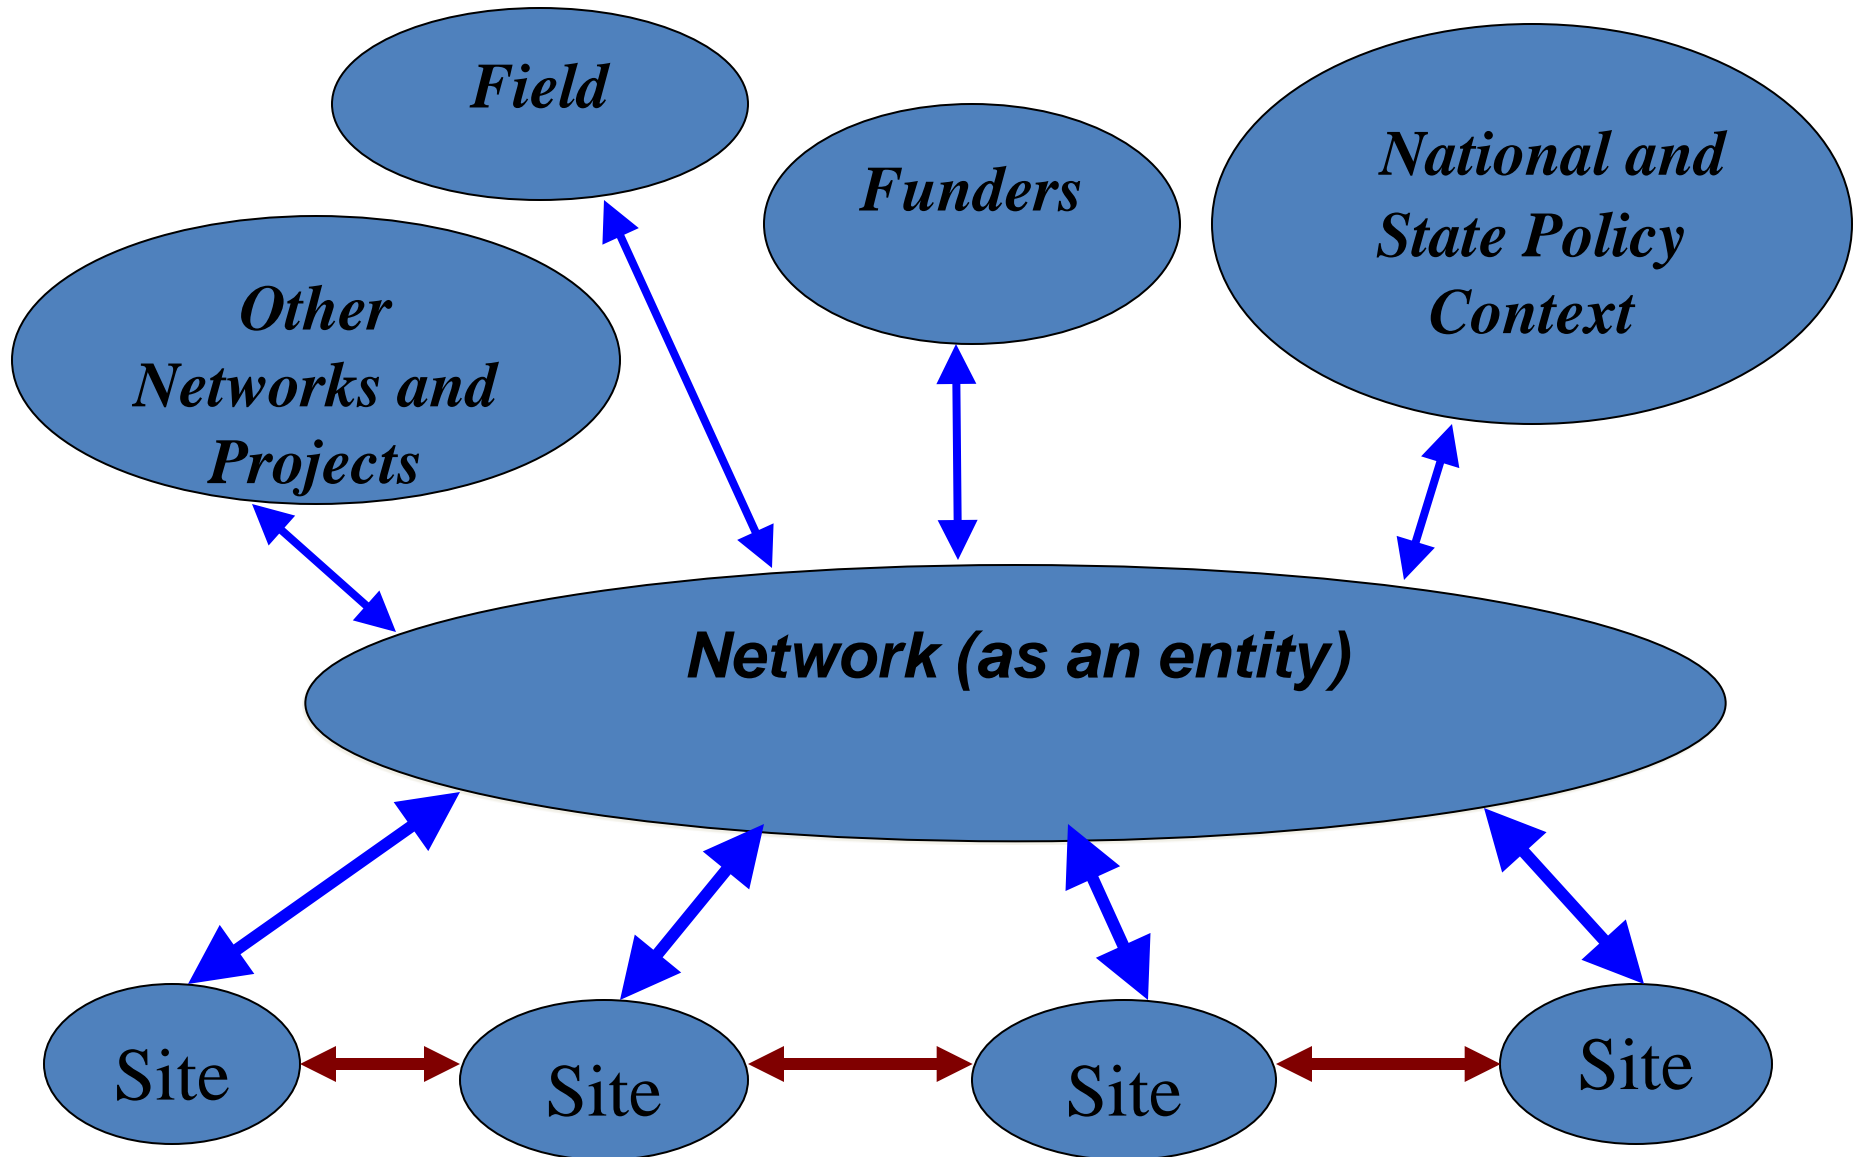 Field
Funders
National and
State Policy
Context
Other
Networks and
Projects
Network (as an entity)
Site
Site
Site
Site